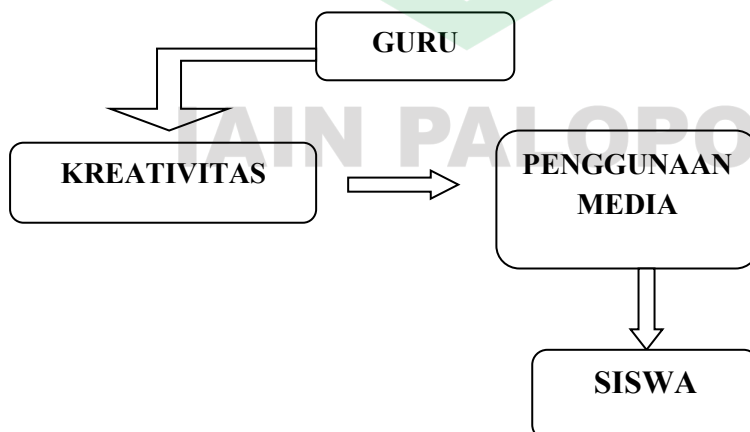 GURU
IAIN PALOPO
KREATIVITAS
PENGGUNAAN
MEDIA
SISWA